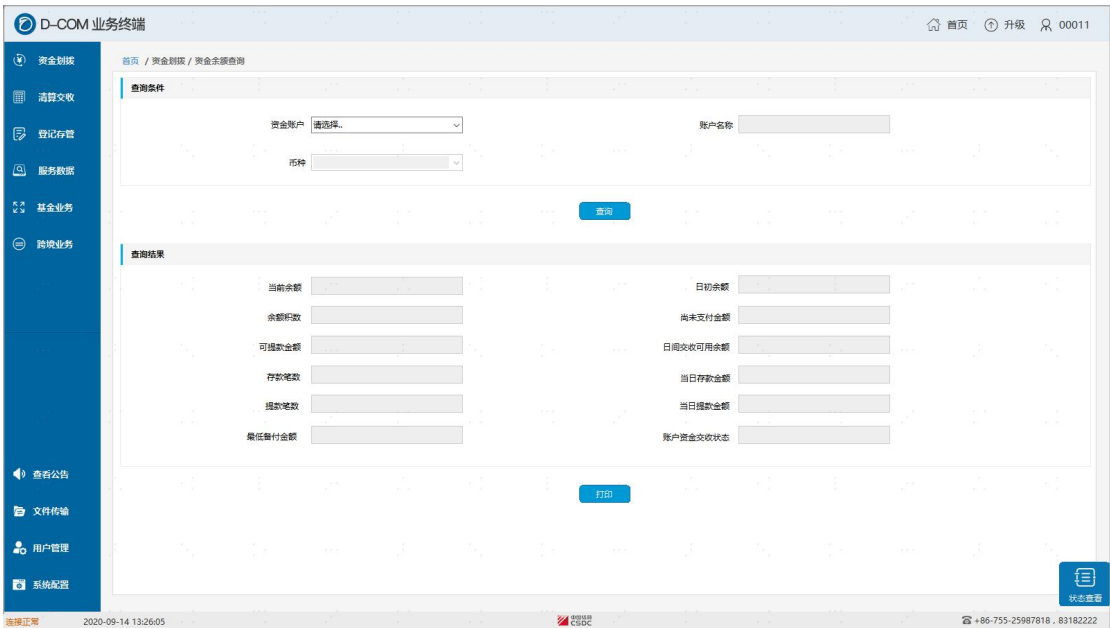 D-COM 业务终端
首页 升级 00011
资金划拨
清算交收
登记存管
服务数据
基金业务
跨境业务
查看公告
文件传输
用户管理
系统配置
首页 / 资金划拨 / 资金余额查询
查询条件
资金账户 请选择.. 账户名称
币种
查询
查询结果
当前余额 日初余额
余额积数 尚未支付金额
可提款金额 日间交收可用余额
存款笔数 当日存款金额
提款笔数 当日提款金额
最低备付金额 账户资金交收状态
打印
状态查看
连接正常 2020-09-14 13:26:05 中国结算 CSDC +86-755-25987818 , 83182222